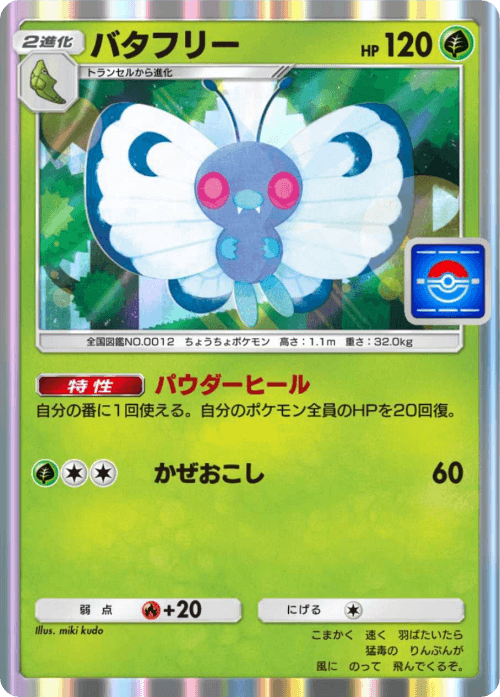 2進化 バタフリー HP 120
トランセルから進化
全国図鑑NO.0012 ちょうちょポケモン 高さ：1.1m 重さ：32.0kg
特性 パウダーヒール
自分の番に1回使える。自分のポケモン全員のHPを20回復。
かぜおこし 60
弱点 +20 にげる
Illus. miki kudo
こまかく 速く 羽ばたいたら
猛毒の りんぷんが
風に のって 飛んでくるぞ。